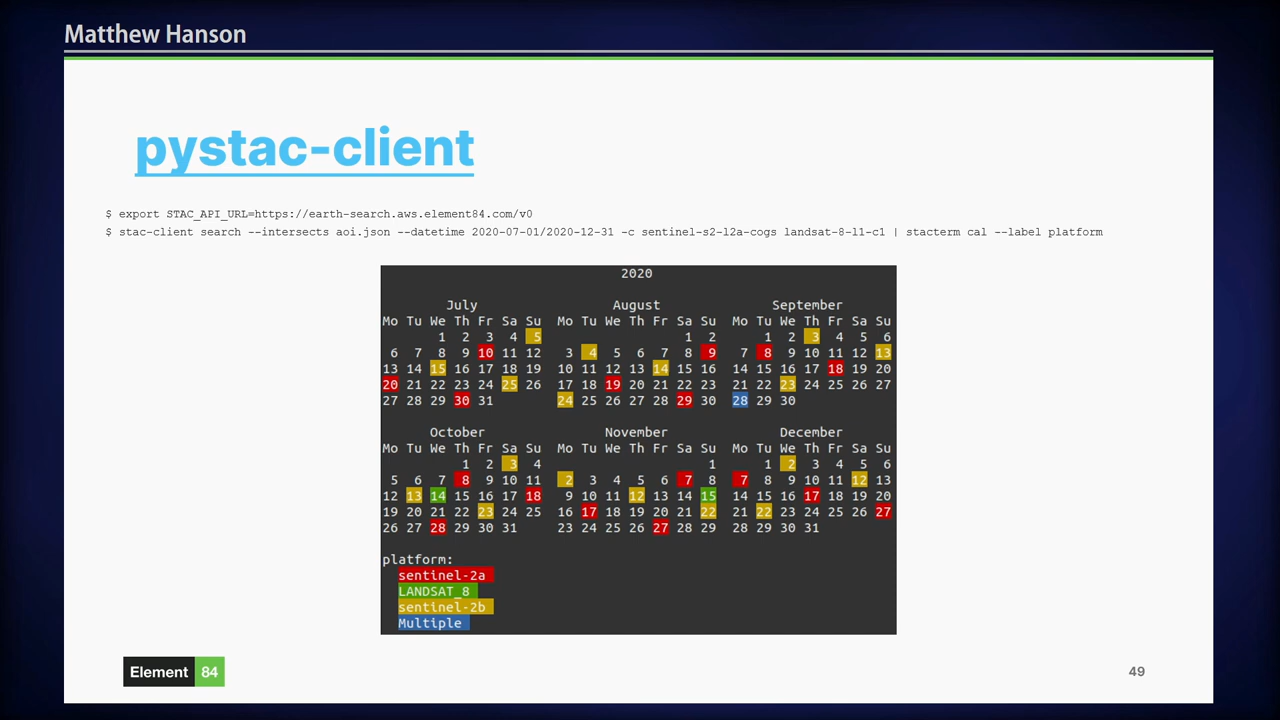 Matthew Hanson
pystac-client
$ export STAC_API_URL=https://earth-search.aws.element84.com/v0
$ stac-client search --intersects aoi.json --datetime 2020-07-01/2020-12-31 -c sentinel-s2-l2a-cogs landsat-8-l1-c1 | stacterm cal --label platform
2020
July August September
Mo Tu We Th Fr Sa Su Mo Tu We Th Fr Sa Su Mo Tu We Th Fr Sa Su
1 2 3 4 5 1 2 1 2 3 4 5 6
6 7 8 9 10 11 12 3 4 5 6 7 8 9 7 8 9 10 11 12 13
13 14 15 16 17 18 19 10 11 12 13 14 15 16 14 15 16 17 18 19 20
20 21 22 23 24 25 26 17 18 19 20 21 22 23 21 22 23 24 25 26 27
27 28 29 30 31 24 25 26 27 28 29 30 28 29 30
October November December
Mo Tu We Th Fr Sa Su Mo Tu We Th Fr Sa Su Mo Tu We Th Fr Sa Su
1 2 3 4 1 1 2 3 4 5 6
5 6 7 8 9 10 11 2 3 4 5 6 7 8 7 8 9 10 11 12 13
12 13 14 15 16 17 18 9 10 11 12 13 14 15 14 15 16 17 18 19 20
19 20 21 22 23 24 25 16 17 18 19 20 21 22 21 22 23 24 25 26 27
26 27 28 29 30 31 23 24 25 26 27 28 29 28 29 30 31
platform:
sentinel-2a
LANDSAT_8
sentinel-2b
Multiple
Element 84
49